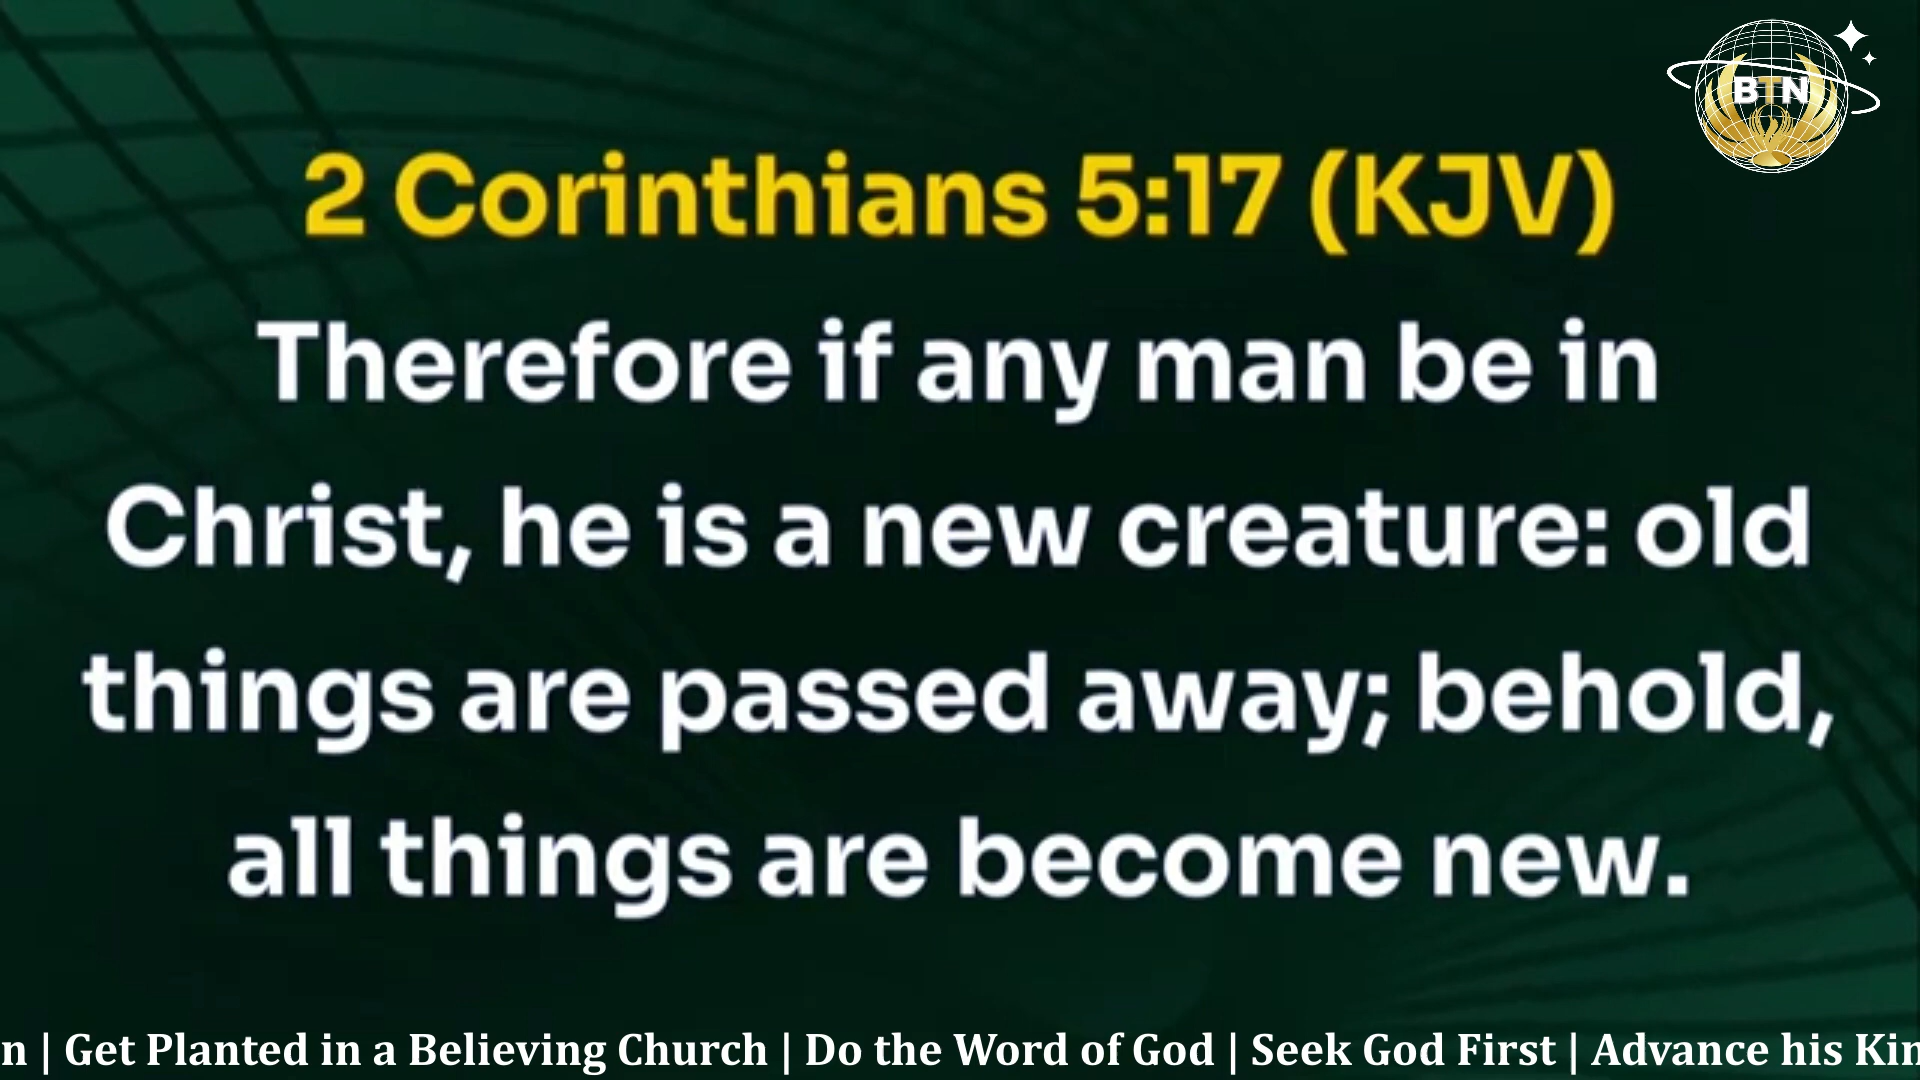 BTN
2 Corinthians 5:17 (KJV)
Therefore if any man be in
Christ, he is a new creature: old
things are passed away; behold,
all things are become new.
n | Get Planted in a Believing Church | Do the Word of God | Seek God First | Advance his Kin